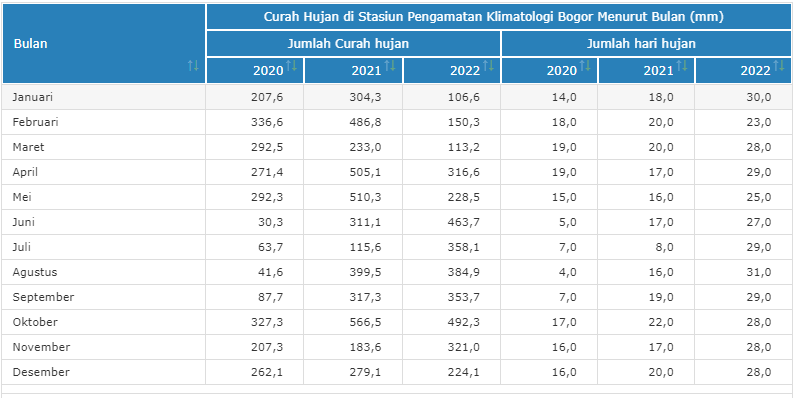 Bulan
Curah Hujan di Stasiun Pengamatan Klimatologi Bogor Menurut Bulan (mm)
Jumlah Curah hujan Jumlah hari hujan
2020 2021 2022 2020 2021 2022
Januari 207,6 304,3 106,6 14,0 18,0 30,0
Februari 336,6 486,8 150,3 18,0 20,0 23,0
Maret 292,5 233,0 113,2 19,0 20,0 28,0
April 271,4 505,1 316,6 19,0 17,0 29,0
Mei 292,3 510,3 228,5 15,0 16,0 25,0
Juni 30,3 311,1 463,7 5,0 17,0 27,0
Juli 63,7 115,6 358,1 7,0 8,0 29,0
Agustus 41,6 399,5 384,9 4,0 16,0 31,0
September 87,7 317,3 353,7 7,0 19,0 29,0
Oktober 327,3 566,5 492,3 17,0 22,0 28,0
November 207,3 183,6 321,0 16,0 17,0 28,0
Desember 262,1 279,1 224,1 16,0 20,0 28,0